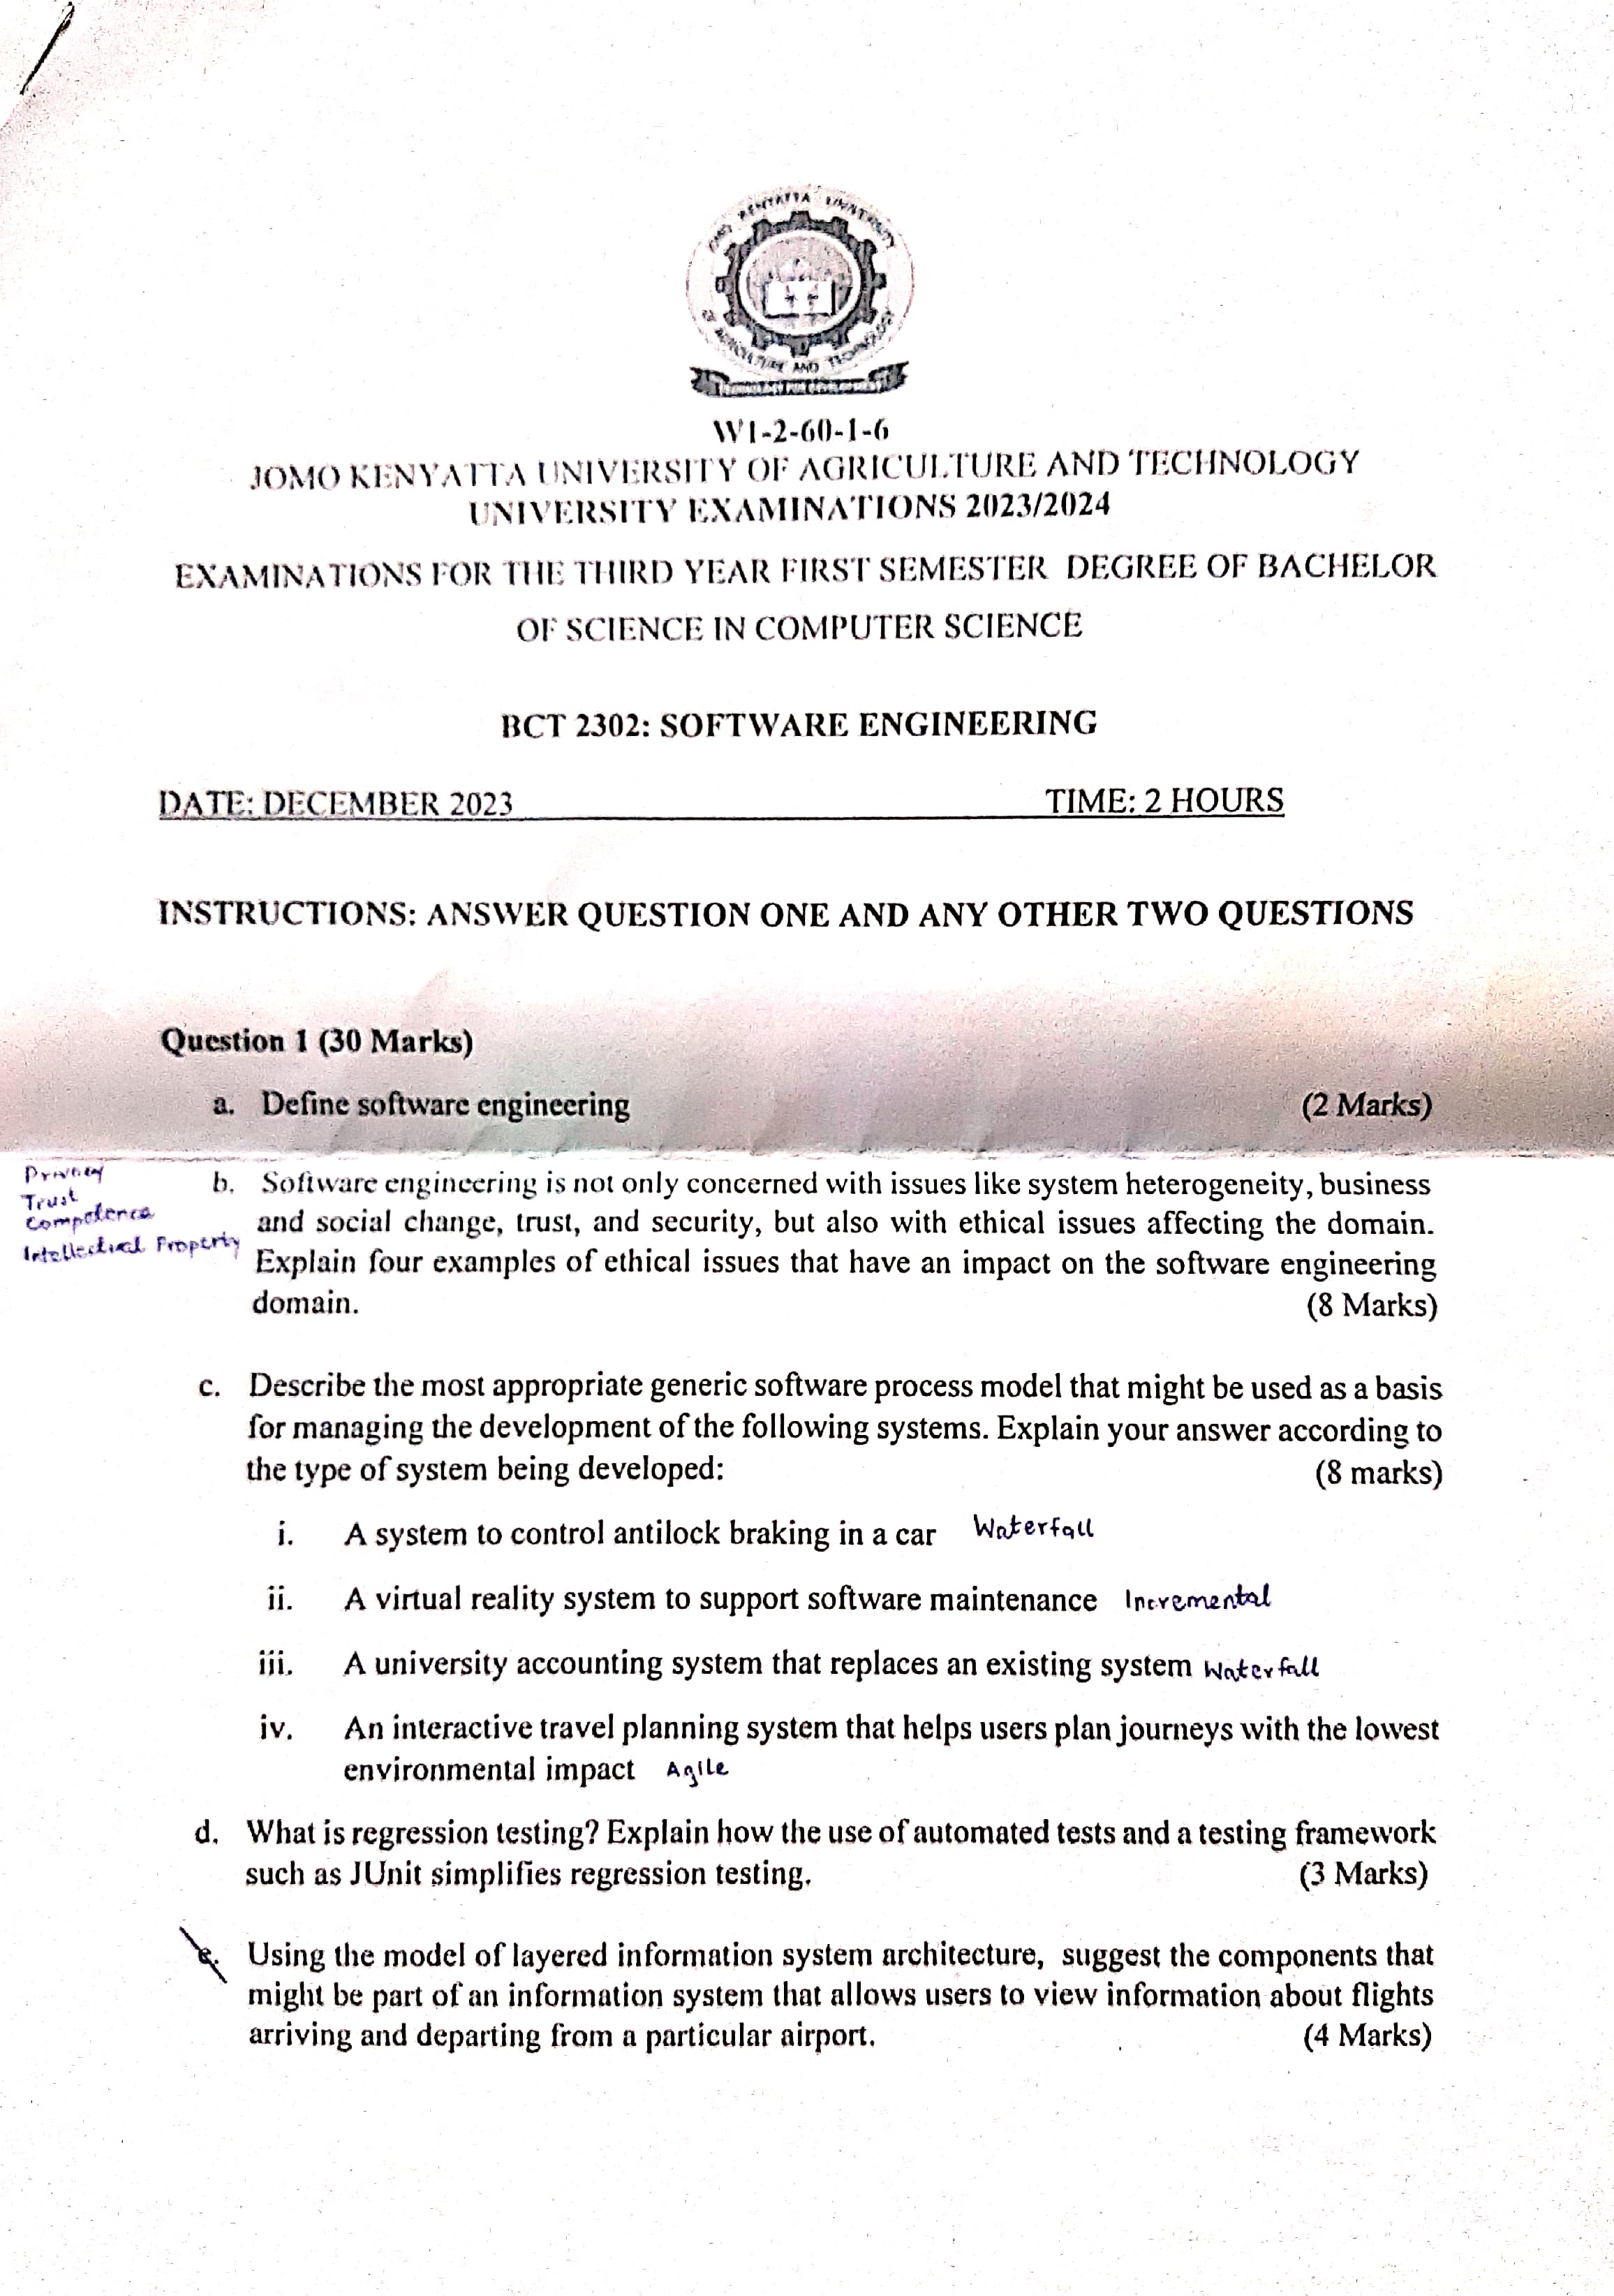 W1-2-60-1-6
JOMO KENYATTA UNIVERSITY OF AGRICULTURE AND TECHNOLOGY
UNIVERSITY EXAMINATIONS 2023/2024
EXAMINATIONS FOR THE THIRD YEAR FIRST SEMESTER DEGREE OF BACHELOR
OF SCIENCE IN COMPUTER SCIENCE
BCT 2302: SOFTWARE ENGINEERING
DATE: DECEMBER 2023 TIME: 2 HOURS
INSTRUCTIONS: ANSWER QUESTION ONE AND ANY OTHER TWO QUESTIONS
Question 1 (30 Marks)
a. Define software engineering (2 Marks)
Privacy
Trust
Competence
Intellectual Property
b. Software engineering is not only concerned with issues like system heterogeneity, business
and social change, trust, and security, but also with ethical issues affecting the domain.
Explain four examples of ethical issues that have an impact on the software engineering
domain. (8 Marks)
c. Describe the most appropriate generic software process model that might be used as a basis
for managing the development of the following systems. Explain your answer according to
the type of system being developed: (8 marks)
i. A system to control antilock braking in a car Waterfall
ii. A virtual reality system to support software maintenance Incremental
iii. A university accounting system that replaces an existing system Waterfall
iv. An interactive travel planning system that helps users plan journeys with the lowest
environmental impact Agile
d. What is regression testing? Explain how the use of automated tests and a testing framework
such as JUnit simplifies regression testing. (3 Marks)
e. Using the model of layered information system architecture, suggest the components that
might be part of an information system that allows users to view information about flights
arriving and departing from a particular airport. (4 Marks)